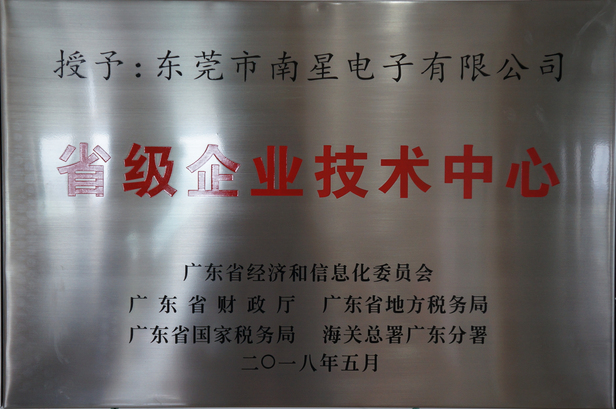 授予:东莞市南星电子有限公司
省级企业技术中心
广东省经济和信息化委员会
广东省财政厅 广东省地方税务局
广东省国家税务局 海关总署广东分署
二〇一八年五月